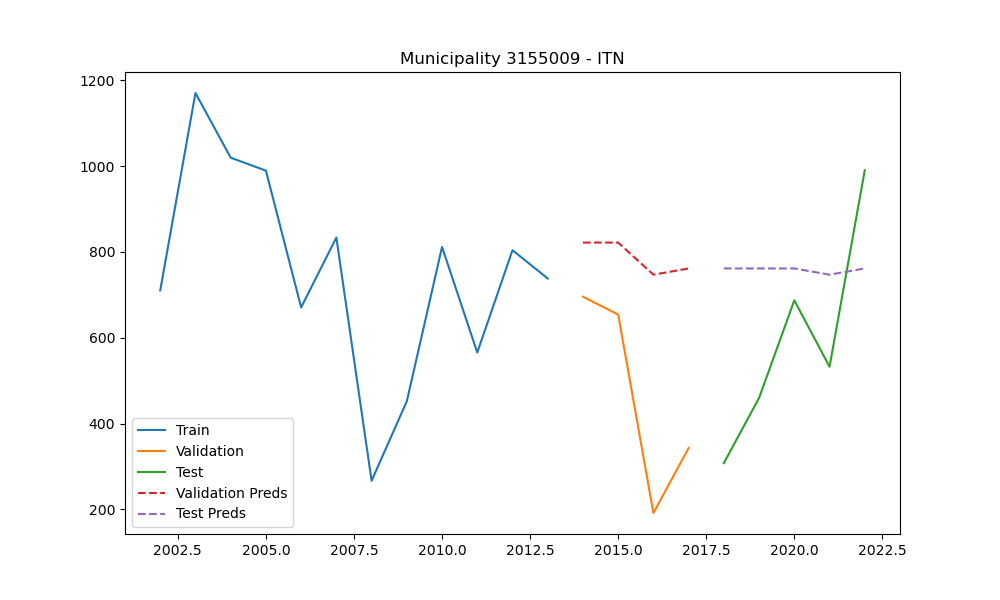 Municipality 3155009 - ITN
1200
1000
800
600
400
200
Train
Validation
Test
Validation Preds
Test Preds
2002.5 2005.0 2007.5 2010.0 2012.5 2015.0 2017.5 2020.0 2022.5